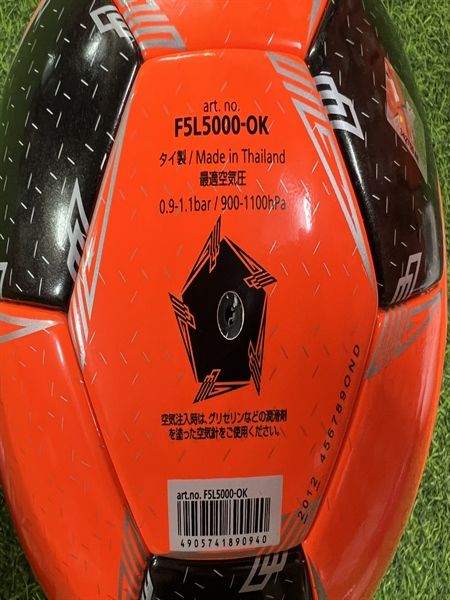 art. no.
F5L5000-OK
タイ製 / Made in Thailand
最適空気圧
0.9-1.1bar / 900-1100hPa
空気注入時は、グリセリンなどの潤滑剤
を塗った空気針をご使用ください。
2012 456789OND
art.no. F5L5000-OK
4905741890940